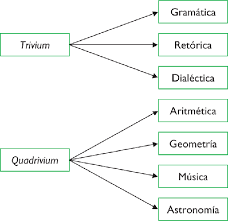 Trivium
Gramática
Retórica
Dialéctica
Quadrivium
Aritmética
Geometría
Música
Astronomía